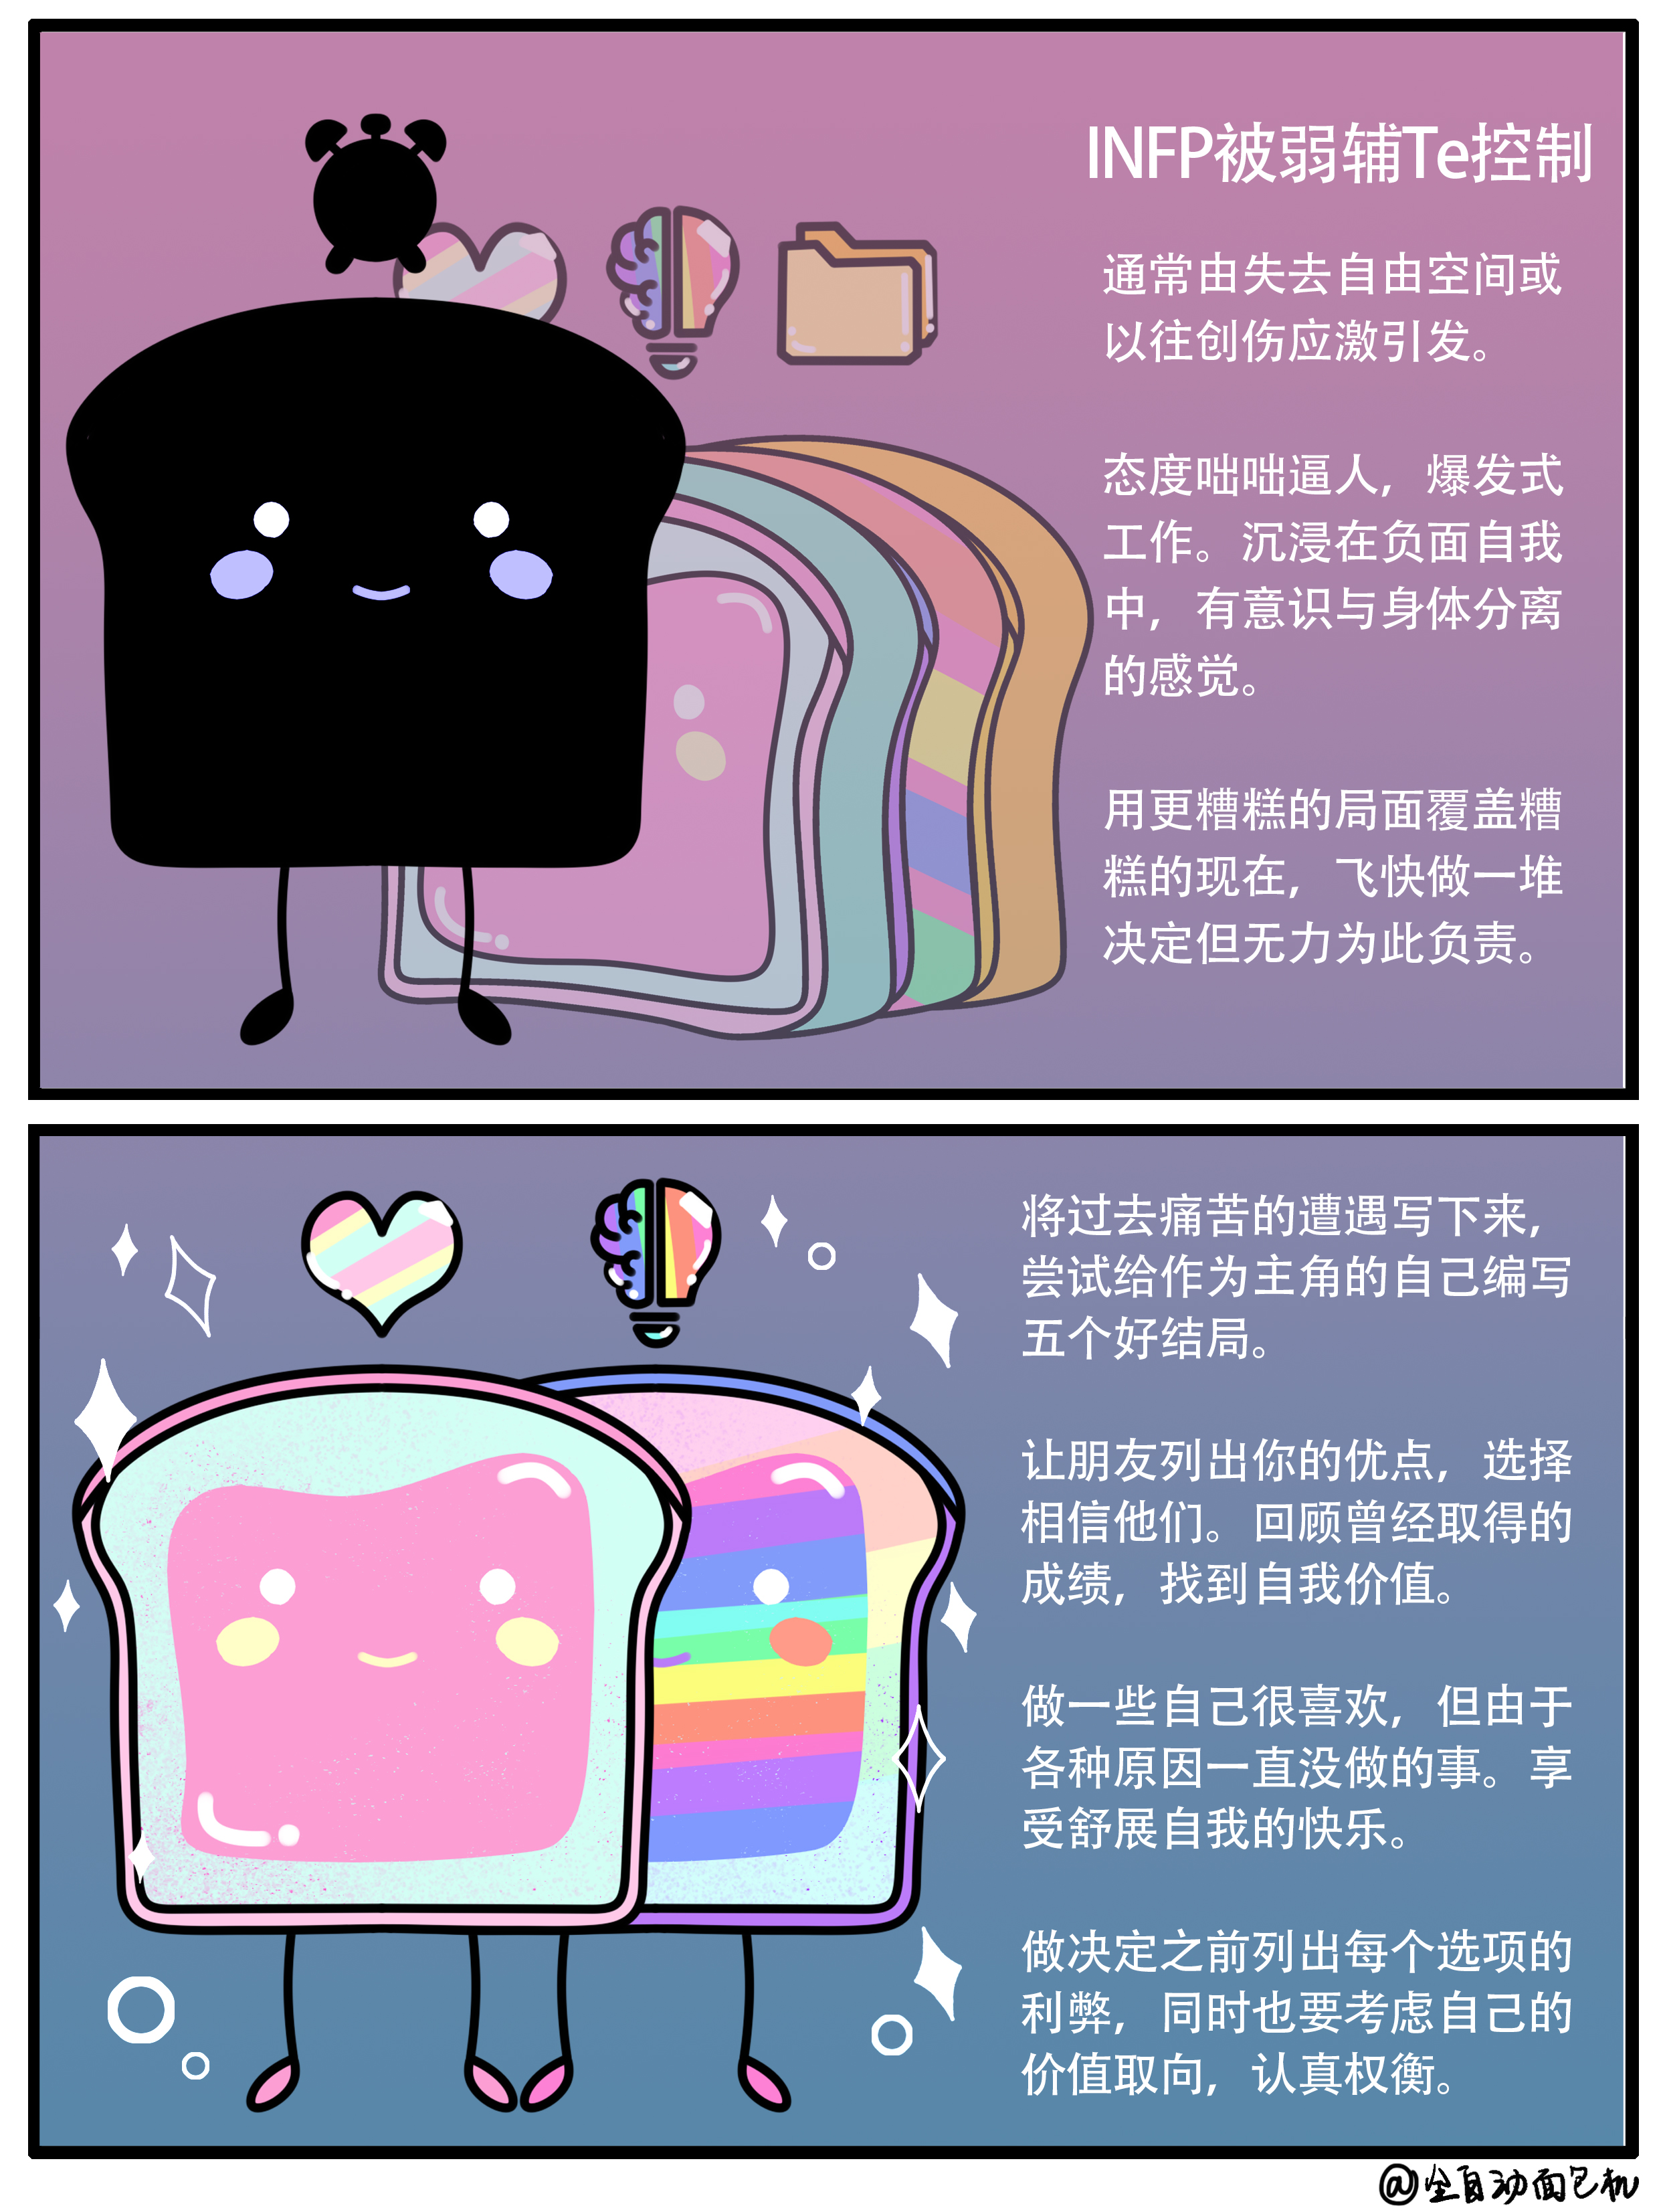 INFP被弱辅Te控制
通常由失去自由空间或
以往创伤应激引发。
态度咄咄逼人，爆发式
工作。沉浸在负面自我
中，有意识与身体分离
的感觉。
用更糟糕的局面覆盖糟
糕的现在，飞快做一堆
决定但无力为此负责。
将过去痛苦的遭遇写下来，
尝试给作为主角的自己编写
五个好结局。
让朋友列出你的优点，选择
相信他们。回顾曾经取得的
成绩，找到自我价值。
做一些自己很喜欢，但由于
各种原因一直没做的事。享
受舒展自我的快乐。
做决定之前列出每个选项的
利弊，同时也要考虑自己的
价值取向，认真权衡。
@全自动面包机